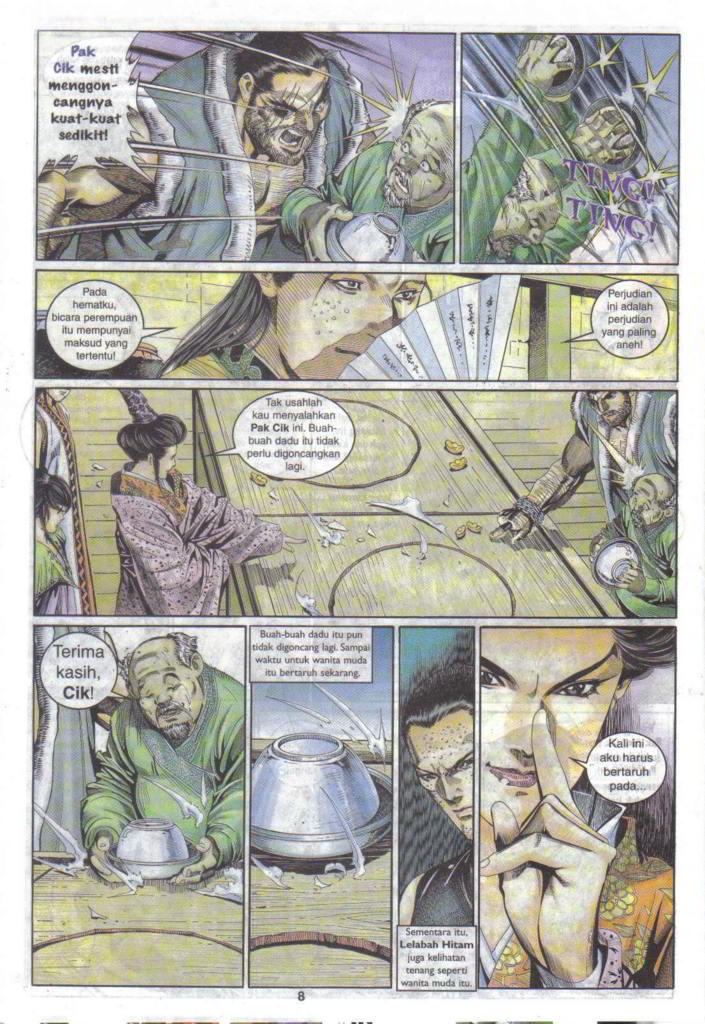 Pak
Cik mesti
menggon-
cangnya
kuat-kuat
sedikit!
TING!
TING!
Pada
hematku,
bicara perempuan
itu mempunyai
maksud yang
tertentu!
Perjudian
ini adalah
perjudian
yang paling
aneh!
Tak usahlah
kau menyalahkan
Pak Cik ini. Buah-
buah dadu itu tidak
perlu digoncangkan
lagi.
Terima
kasih,
Cik!
Buah-buah dadu itu pun
tidak digoncang lagi. Sampai
waktu untuk wanita muda
itu bertaruh sekarang.
Sementara itu,
Lelabah Hitam
juga kelihatan
tenang seperti
wanita muda itu.
Kali ini
aku harus
bertaruh
pada...
8